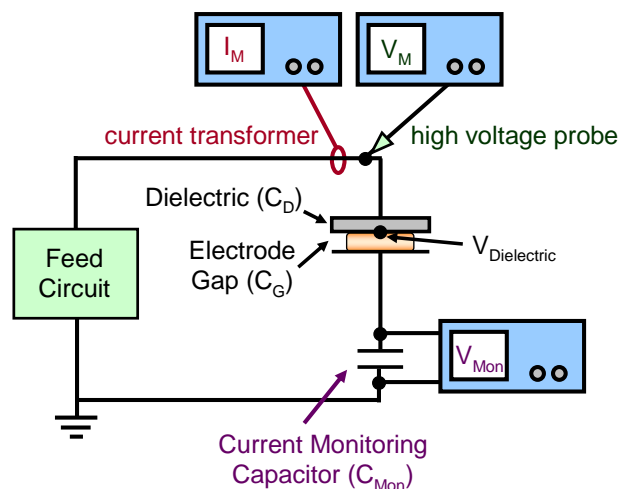 I_M
V_M
current transformer
high voltage probe
Dielectric (C_D)
Electrode
Gap (C_G)
V_Dielectric
Feed
Circuit
V_Mon
Current Monitoring
Capacitor (C_Mon)